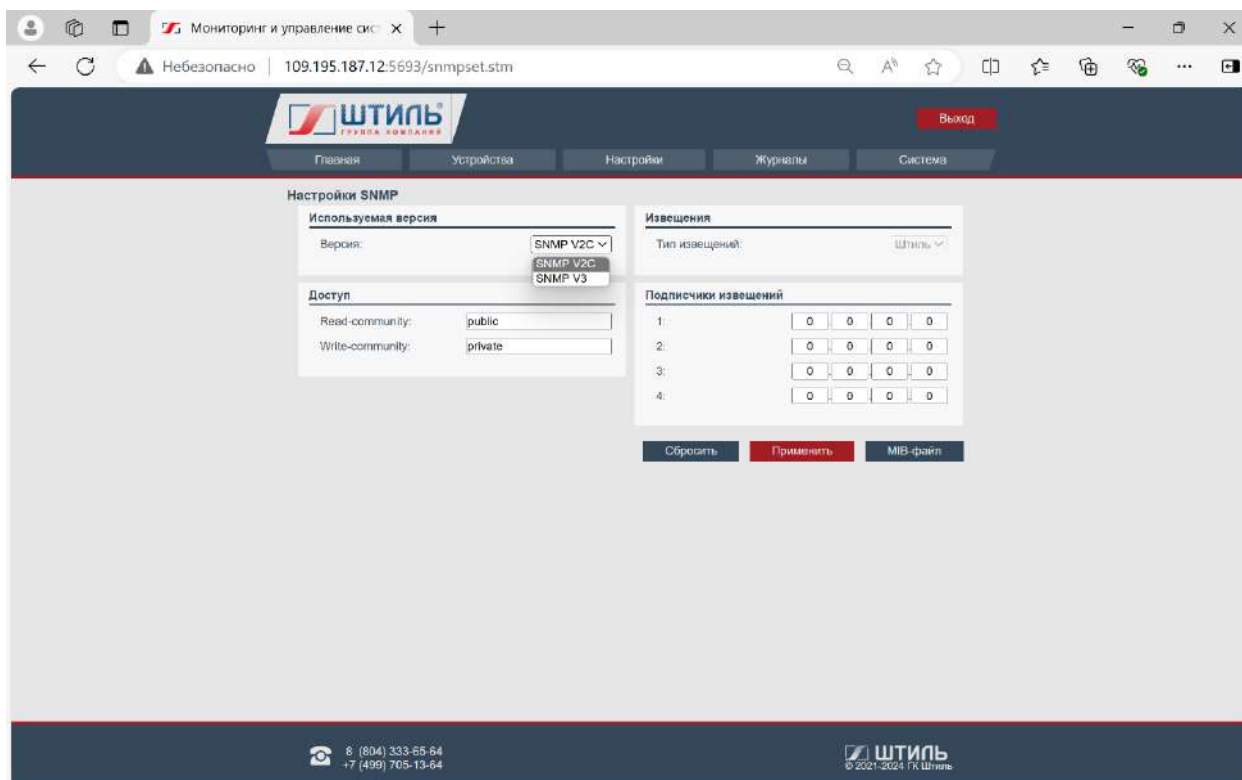 Мониторинг и управление сис
Небезопасно
109.195.187.12:5693/snmpset.stm
ШТИЛЬ
ГРУППА КОМПАНИЙ
Выход
Главная Устройства Настройки Журналы Система
Настройки SNMP
Используемая версия
Версия: SNMP V2C
SNMP V2C
SNMP V3
Извещения
Тип извещений: Штиль
Доступ
Read-community: public
Write-community: private
Подписчики извещений
1: 0 . 0 . 0 . 0
2: 0 . 0 . 0 . 0
3: 0 . 0 . 0 . 0
4: 0 . 0 . 0 . 0
Сбросить Применить MIB-файл
8 (804) 333-65-64
+7 (499) 705-13-64
ШТИЛЬ
© 2021-2024 ГК Штиль